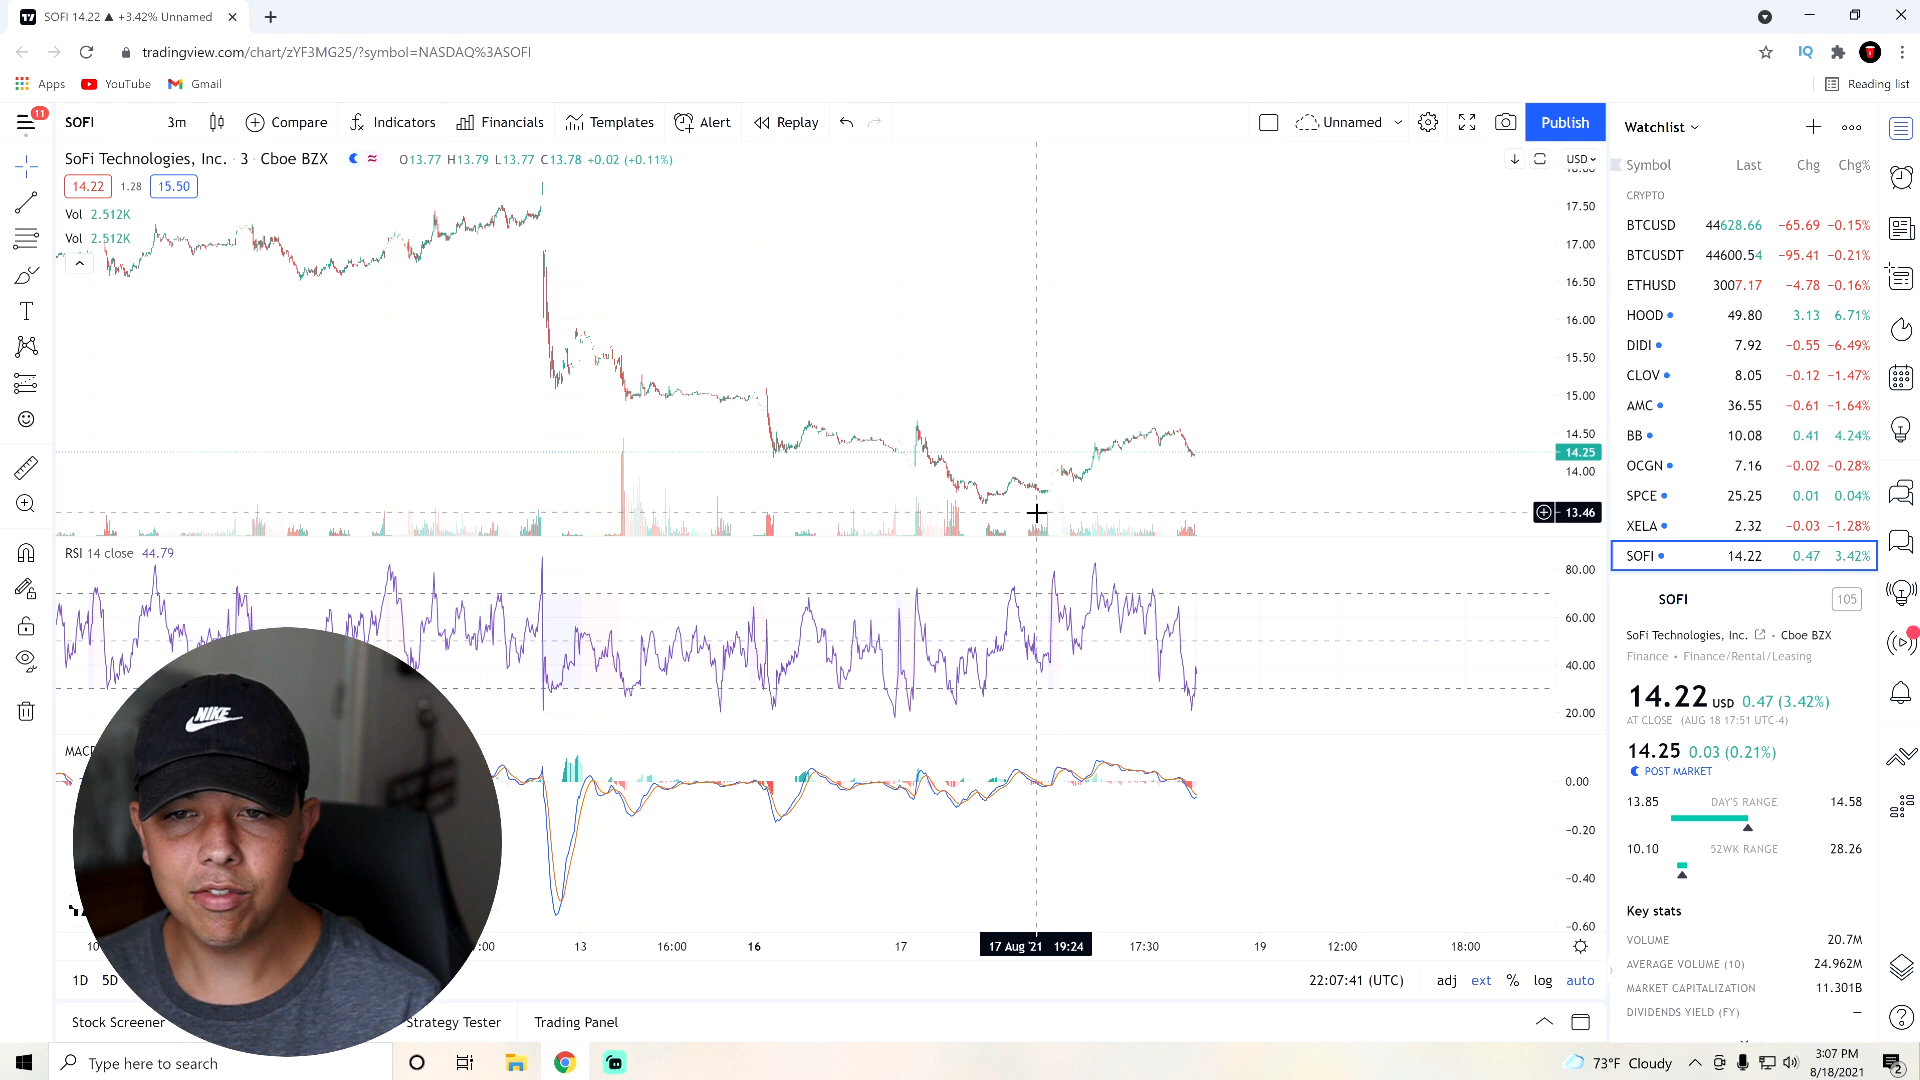 SOFI 14.22 ▲ +3.42% Unnamed
tradingview.com/chart/zYF3MG25/?symbol=NASDAQ%3ASOFI
IQ
Apps YouTube Gmail Reading list
11
SOFI 3m Compare Indicators Financials Templates Alert Replay Unnamed Publish
SoFi Technologies, Inc. · 3 · Cboe BZX O13.77 H13.79 L13.77 C13.78 +0.02 (+0.11%)
USD
14.22 1.28 15.50
Vol 2.512K
Vol 2.512K
17.50
17.00
16.50
16.00
15.50
15.00
14.50
14.25
14.00
13.46
RSI 14 close 44.79
80.00
60.00
40.00
20.00
0.00
−0.20
−0.40
−0.60
13 16:00 16 17 17 Aug '21 19:24 17:30 19 12:00 18:00
1D 5D 22:07:41 (UTC) adj ext % log auto
Stock Screener Strategy Tester Trading Panel
Watchlist
Symbol Last Chg Chg%
CRYPTO
BTCUSD 44628.66 −65.69 −0.15%
BTCUSDT 44600.54 −95.41 −0.21%
ETHUSD 3007.17 −4.78 −0.16%
HOOD 49.80 3.13 6.71%
DIDI 7.92 −0.55 −6.49%
CLOV 8.05 −0.12 −1.47%
AMC 36.55 −0.61 −1.64%
BB 10.08 0.41 4.24%
OCGN 7.16 −0.02 −0.28%
SPCE 25.25 0.01 0.04%
XELA 2.32 −0.03 −1.28%
SOFI 14.22 0.47 3.42%
SOFI 105
SoFi Technologies, Inc. • Cboe BZX
Finance • Finance/Rental/Leasing
14.22 USD 0.47 (3.42%)
AT CLOSE (AUG 18 17:51 UTC-4)
14.25 0.03 (0.21%)
POST MARKET
13.85 DAY'S RANGE 14.58
10.10 52WK RANGE 28.26
Key stats
VOLUME 20.7M
AVERAGE VOLUME (10) 24.962M
MARKET CAPITALIZATION 11.301B
DIVIDENDS YIELD (FY) —
NIKE
Type here to search
73°F Cloudy
3:07 PM
8/18/2021
2